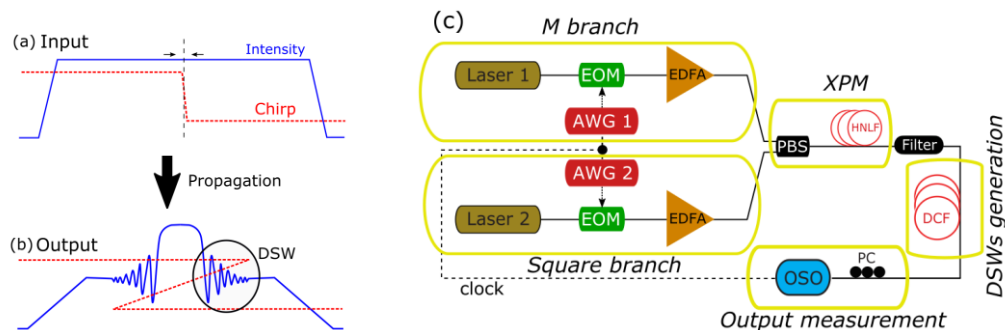 (a) Input
Intensity
Chirp
Propagation
(b) Output
DSW
(c)
M branch
Laser 1
EOM
EDFA
AWG 1
XPM
HNLF
PBS
Filter
AWG 2
Laser 2
EOM
EDFA
Square branch
DCF
DSWs generation
clock
OSO
PC
Output measurement